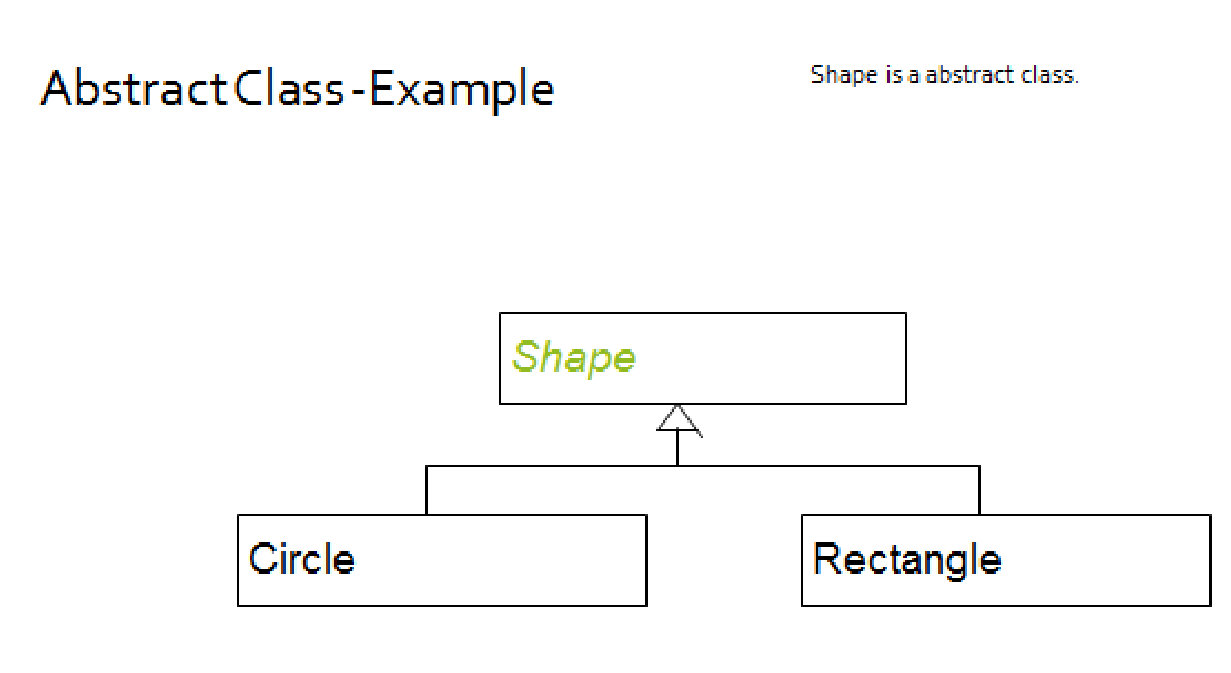 Abstract Class - Example
Shape is a abstract class.
Shape
Circle
Rectangle